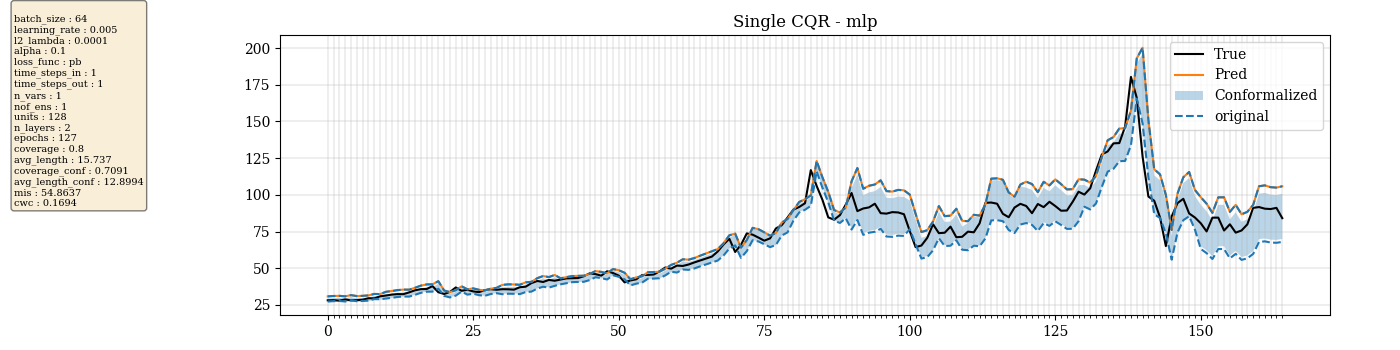 batch_size : 64
learning_rate : 0.005
l2_lambda : 0.0001
alpha : 0.1
loss_func : pb
time_steps_in : 1
time_steps_out : 1
n_vars : 1
nof_ens : 1
units : 128
n_layers : 2
epochs : 127
coverage : 0.8
avg_length : 15.737
coverage_conf : 0.7091
avg_length_conf : 12.8994
mis : 54.8637
cwc : 0.1694
Single CQR - mlp
200
175
150
125
100
75
50
25
0
25
50
75
100
125
150
True
Pred
Conformalized
original